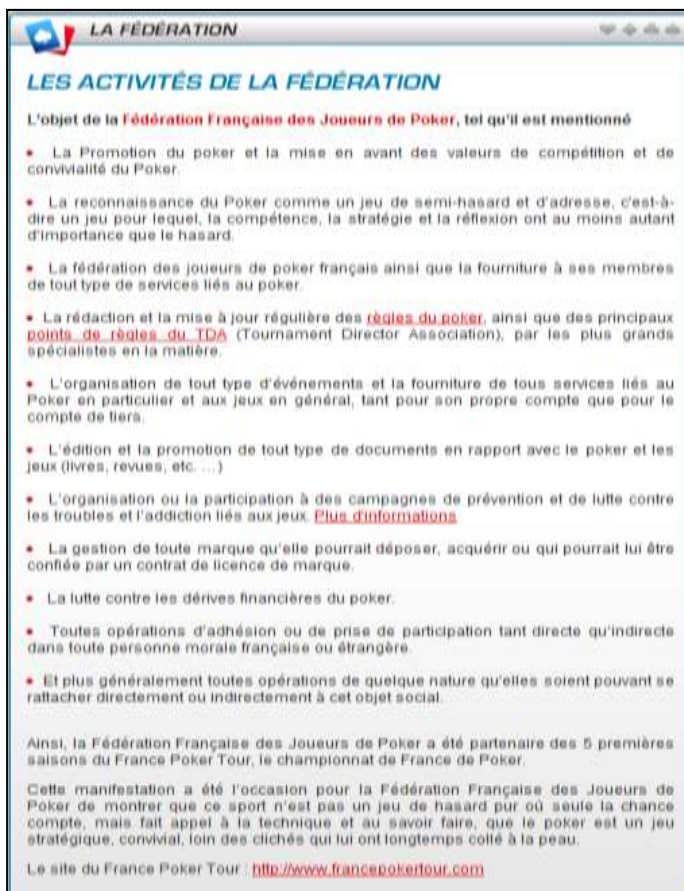 LA FÉDÉRATION
LES ACTIVITÉS DE LA FÉDÉRATION
L'objet de la Fédération Française des Joueurs de Poker, tel qu'il est mentionné
• La Promotion du poker et la mise en avant des valeurs de compétition et de
convivialité du Poker.
• La reconnaissance du Poker comme un jeu de semi-hasard et d'adresse, c'est-à-
dire un jeu pour lequel, la compétence, la stratégie et la réflexion ont au moins autant
d'importance que le hasard.
• La fédération des joueurs de poker français ainsi que la fourniture à ses membres
de tout type de services liés au poker.
• La rédaction et la mise à jour régulière des règles du poker, ainsi que des principaux
points de règles du TDA (Tournament Director Association), par les plus grands
spécialistes en la matière.
• L'organisation de tout type d'événements et la fourniture de tous services liés au
Poker en particulier et aux jeux en général, tant pour son propre compte que pour le
compte de tiers.
• L'édition et la promotion de tout type de documents en rapport avec le poker et les
jeux (livres, revues, etc. ...)
• L'organisation ou la participation à des campagnes de prévention et de lutte contre
les troubles et l'addiction liés aux jeux. Plus d'informations
• La gestion de toute marque qu'elle pourrait déposer, acquérir ou qui pourrait lui être
confiée par un contrat de licence de marque.
• La lutte contre les dérives financières du poker.
• Toutes opérations d'adhésion ou de prise de participation tant directe qu'indirecte
dans toute personne morale française ou étrangère.
• Et plus généralement toutes opérations de quelque nature qu'elles soient pouvant se
rattacher directement ou indirectement à cet objet social.
Ainsi, la Fédération Française des Joueurs de Poker a été partenaire des 5 premières
saisons du France Poker Tour, le championnat de France de Poker.
Cette manifestation a été l'occasion pour la Fédération Française des Joueurs de
Poker de montrer que ce sport n'est pas un jeu de hasard pur où seule la chance
compte, mais fait appel à la technique et au savoir faire, que le poker est un jeu
stratégique, convivial, loin des clichés qui lui ont longtemps collé à la peau.
Le site du France Poker Tour : http://www.francepokertour.com